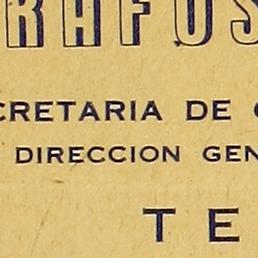 RAFOS
CRETARIA DE
DIRECCION GEN
TE